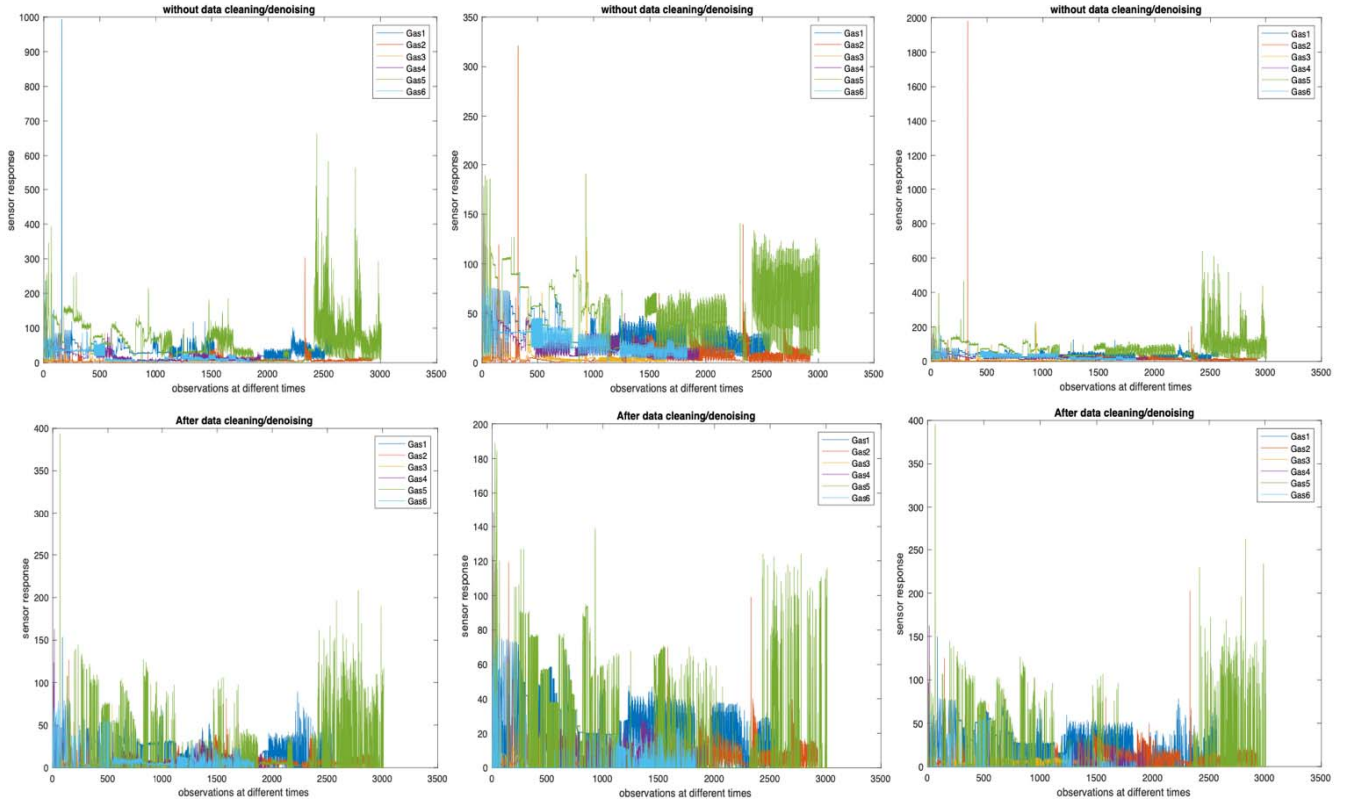 without data cleaning/denoising
1000
900
800
700
600
500
400
300
200
100
0
sensor response
Gas1
Gas2
Gas3
Gas4
Gas5
Gas6
0 500 1000 1500 2000 2500 3000 3500
observations at different times
without data cleaning/denoising
350
300
250
200
150
100
50
0
sensor response
Gas1
Gas2
Gas3
Gas4
Gas5
Gas6
0 500 1000 1500 2000 2500 3000 3500
observations at different times
without data cleaning/denoising
2000
1800
1600
1400
1200
1000
800
600
400
200
0
sensor response
Gas1
Gas2
Gas3
Gas4
Gas5
Gas6
0 500 1000 1500 2000 2500 3000 3500
observations at different times
After data cleaning/denoising
400
350
300
250
200
150
100
50
0
sensor response
Gas1
Gas2
Gas3
Gas4
Gas5
Gas6
0 500 1000 1500 2000 2500 3000 3500
observations at different times
After data cleaning/denoising
200
180
160
140
120
100
80
60
40
20
0
sensor response
Gas1
Gas2
Gas3
Gas4
Gas5
Gas6
0 500 1000 1500 2000 2500 3000 3500
observations at different times
After data cleaning/denoising
400
350
300
250
200
150
100
50
0
sensor response
Gas1
Gas2
Gas3
Gas4
Gas5
Gas6
0 500 1000 1500 2000 2500 3000 3500
observations at different times